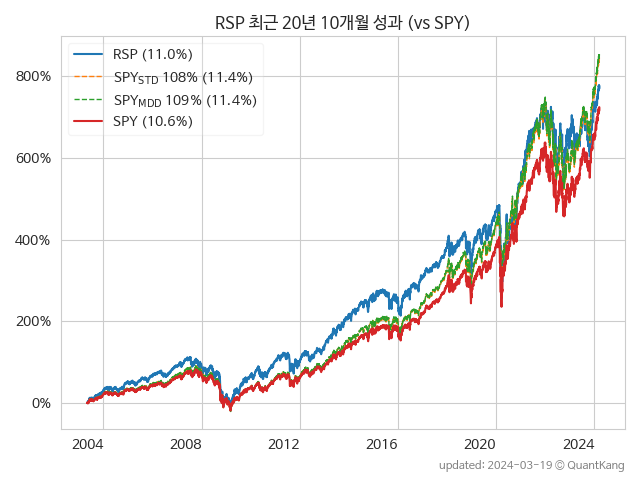 RSP 최근 20년 10개월 성과 (vs SPY)
RSP (11.0%)
SPY_STD 108% (11.4%)
SPY_MDD 109% (11.4%)
SPY (10.6%)
800%
600%
400%
200%
0%
2004 2008 2012 2016 2020 2024
updated: 2024-03-19 © QuantKang